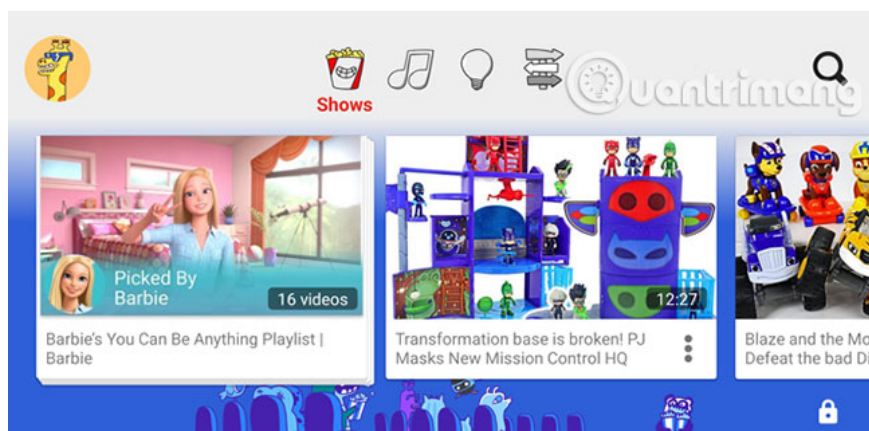 Quantrimang
Shows
Picked By
Barbie
16 videos
12:27
Barbie's You Can Be Anything Playlist |
Barbie
Transformation base is broken! PJ
Masks New Mission Control HQ
Blaze and the Mo
Defeat the bad Di